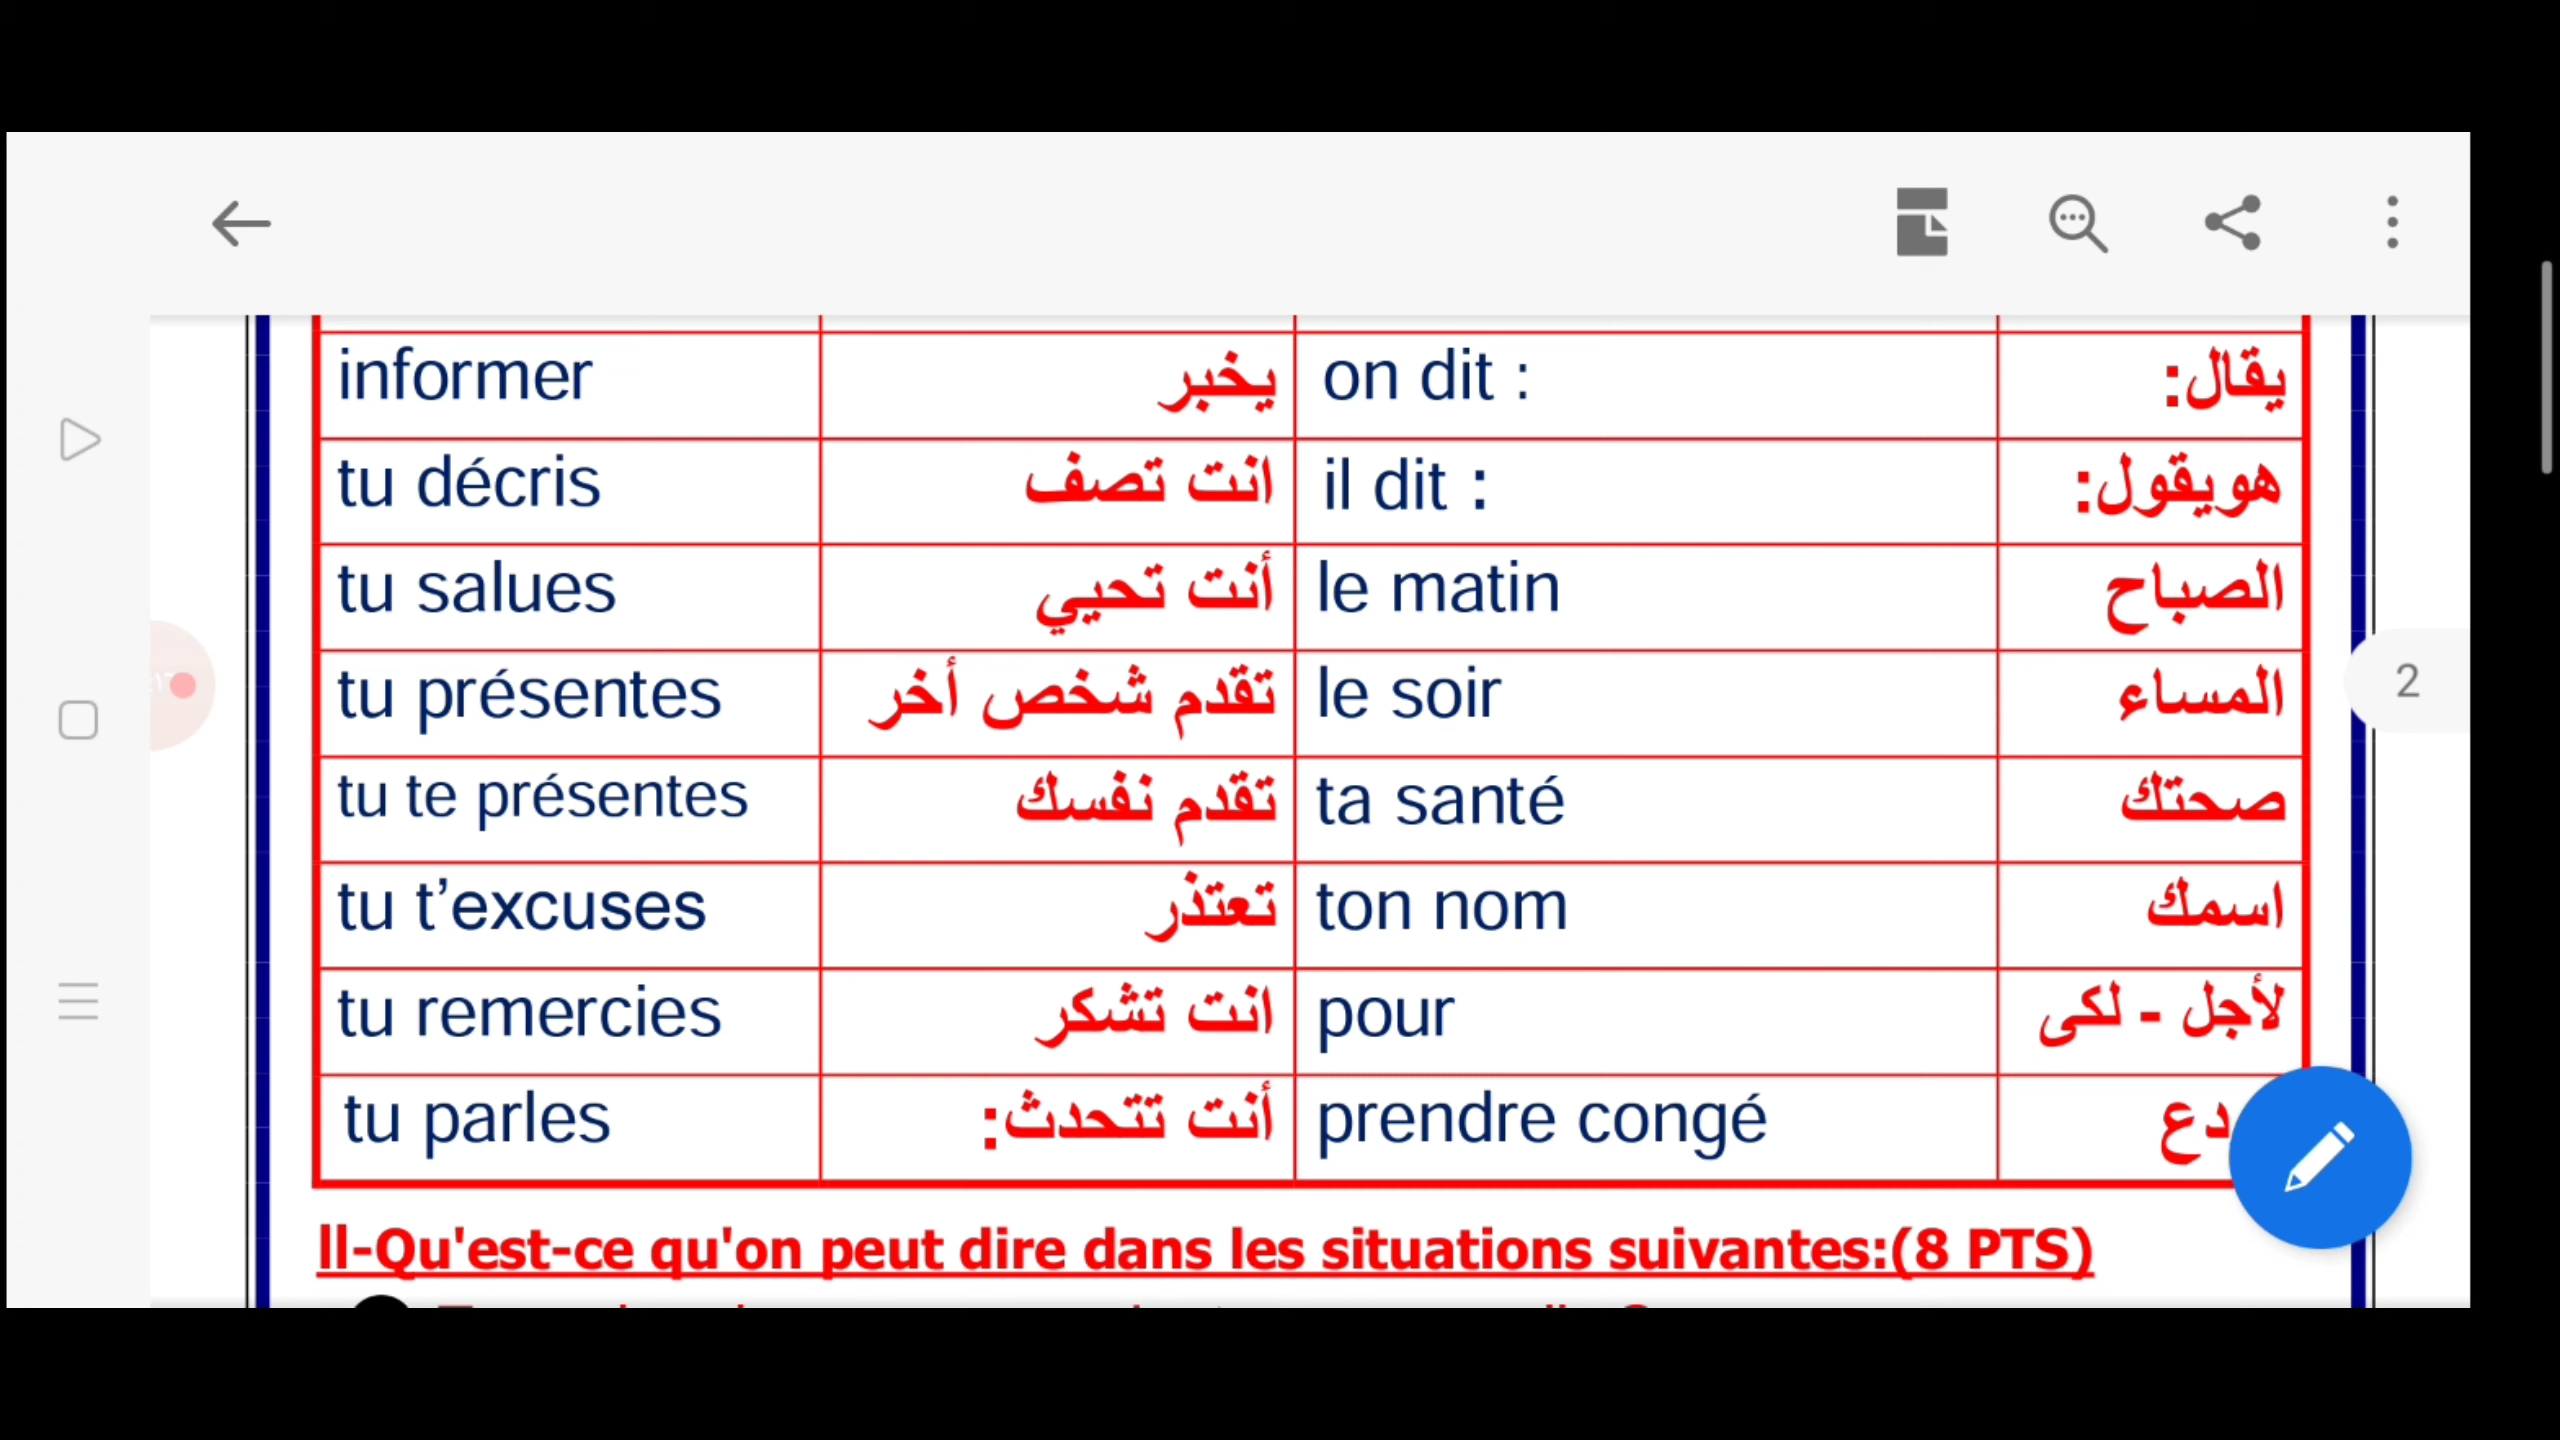 informer يخبر on dit : يقال:
tu décris انت تصف il dit : هويقول:
tu salues أنت تحيي le matin الصباح
tu présentes تقدم شخص أخر le soir المساء
tu te présentes تقدم نفسك ta santé صحتك
tu t’excuses تعتذر ton nom اسمك
tu remercies انت تشكر pour لأجل - لكى
tu parles أنت تتحدث: prendre congé دع
2
II-Qu'est-ce qu'on peut dire dans les situations suivantes:(8 PTS)